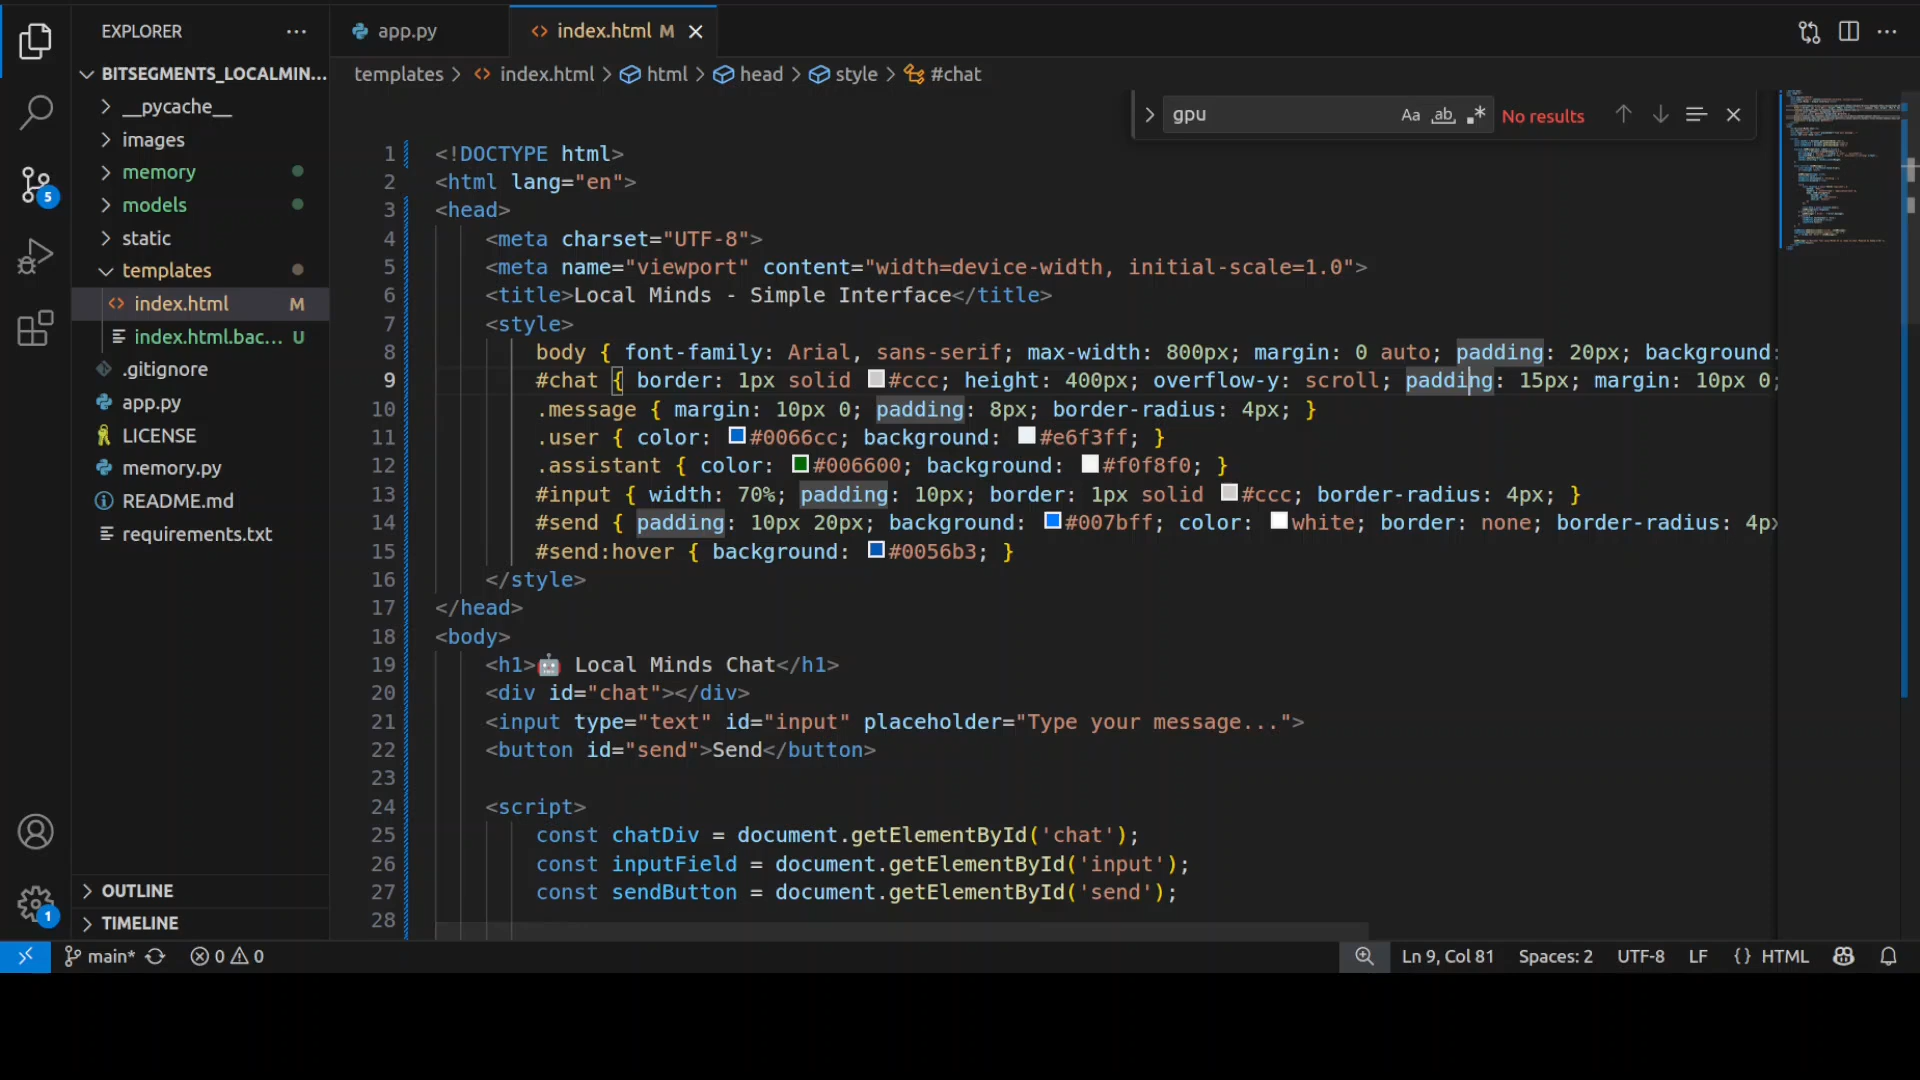 EXPLORER
BITSEGMENTS_LOCALMIN...
__pycache__
images
memory
models
static
templates
index.html M
index.html.bac... U
.gitignore
app.py
LICENSE
memory.py
README.md
requirements.txt
OUTLINE
TIMELINE
5
1
app.py
index.html M
templates > index.html > html > head > style > #chat
gpu
Aa ab .* No results
1 <!DOCTYPE html>
2 <html lang="en">
3 <head>
4 <meta charset="UTF-8">
5 <meta name="viewport" content="width=device-width, initial-scale=1.0">
6 <title>Local Minds - Simple Interface</title>
7 <style>
8 body { font-family: Arial, sans-serif; max-width: 800px; margin: 0 auto; padding: 20px; background:
9 #chat { border: 1px solid #ccc; height: 400px; overflow-y: scroll; padding: 15px; margin: 10px 0;
10 .message { margin: 10px 0; padding: 8px; border-radius: 4px; }
11 .user { color: #0066cc; background: #e6f3ff; }
12 .assistant { color: #006600; background: #f0f8f0; }
13 #input { width: 70%; padding: 10px; border: 1px solid #ccc; border-radius: 4px; }
14 #send { padding: 10px 20px; background: #007bff; color: white; border: none; border-radius: 4px
15 #send:hover { background: #0056b3; }
16 </style>
17 </head>
18 <body>
19 <h1>🤖 Local Minds Chat</h1>
20 <div id="chat"></div>
21 <input type="text" id="input" placeholder="Type your message...">
22 <button id="send">Send</button>
23
24 <script>
25 const chatDiv = document.getElementById('chat');
26 const inputField = document.getElementById('input');
27 const sendButton = document.getElementById('send');
28
main* 0 0
Ln 9, Col 81 Spaces: 2 UTF-8 LF {} HTML